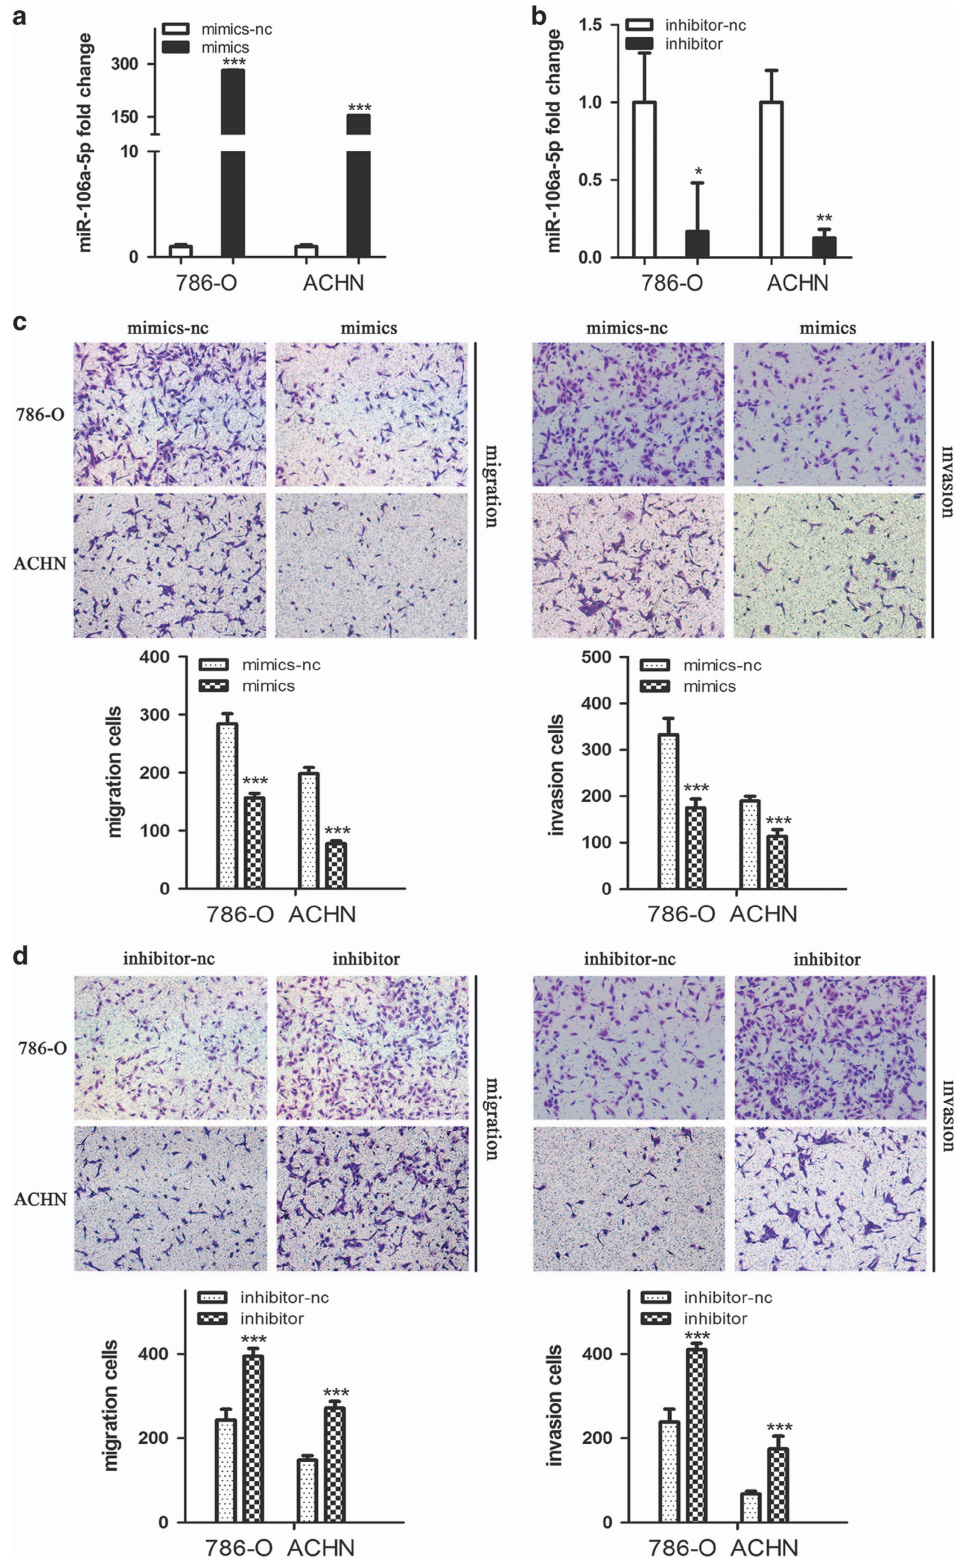 a
mimics-nc
mimics
miR-106a-5p fold change
300
150
10
0
***
***
786-O ACHN
b
inhibitor-nc
inhibitor
miR-106a-5p fold change
1.5
1.0
0.5
0.0
*
**
786-O ACHN
c
mimics-nc mimics
786-O
ACHN
migration
mimics-nc mimics
invasion
mimics-nc
mimics
migration cells
400
300
200
100
0
***
***
786-O ACHN
mimics-nc
mimics
invasion cells
500
400
300
200
100
0
***
***
786-O ACHN
d
inhibitor-nc inhibitor
786-O
ACHN
migration
inhibitor-nc inhibitor
invasion
inhibitor-nc
inhibitor
migration cells
400
200
0
***
***
786-O ACHN
inhibitor-nc
inhibitor
invasion cells
400
200
0
***
***
786-O ACHN